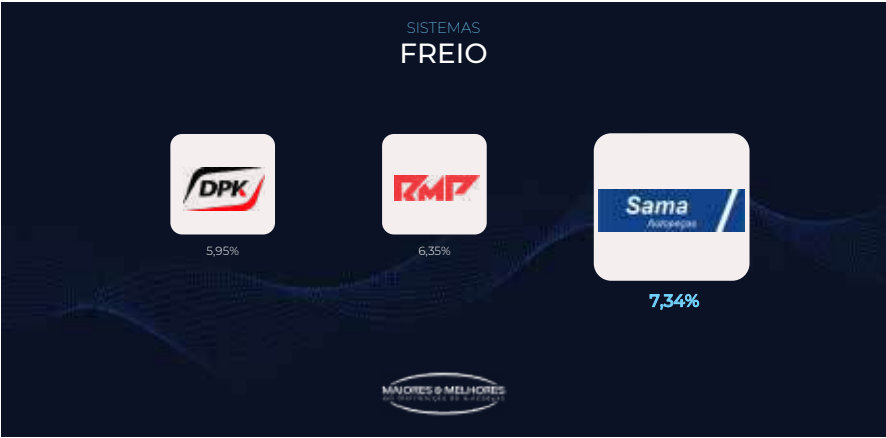 SISTEMAS
FREIO
DPK
RMP
Sama
Autopeças
5,95%
6,35%
7,34%
MAIORES & MELHORES